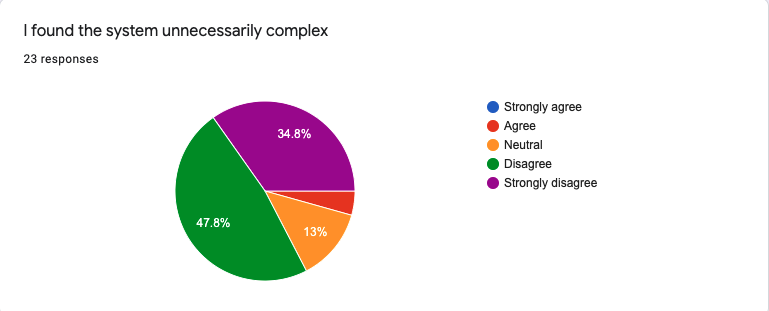 I found the system unnecessarily complex
23 responses
34.8%
47.8%
13%
Strongly agree
Agree
Neutral
Disagree
Strongly disagree